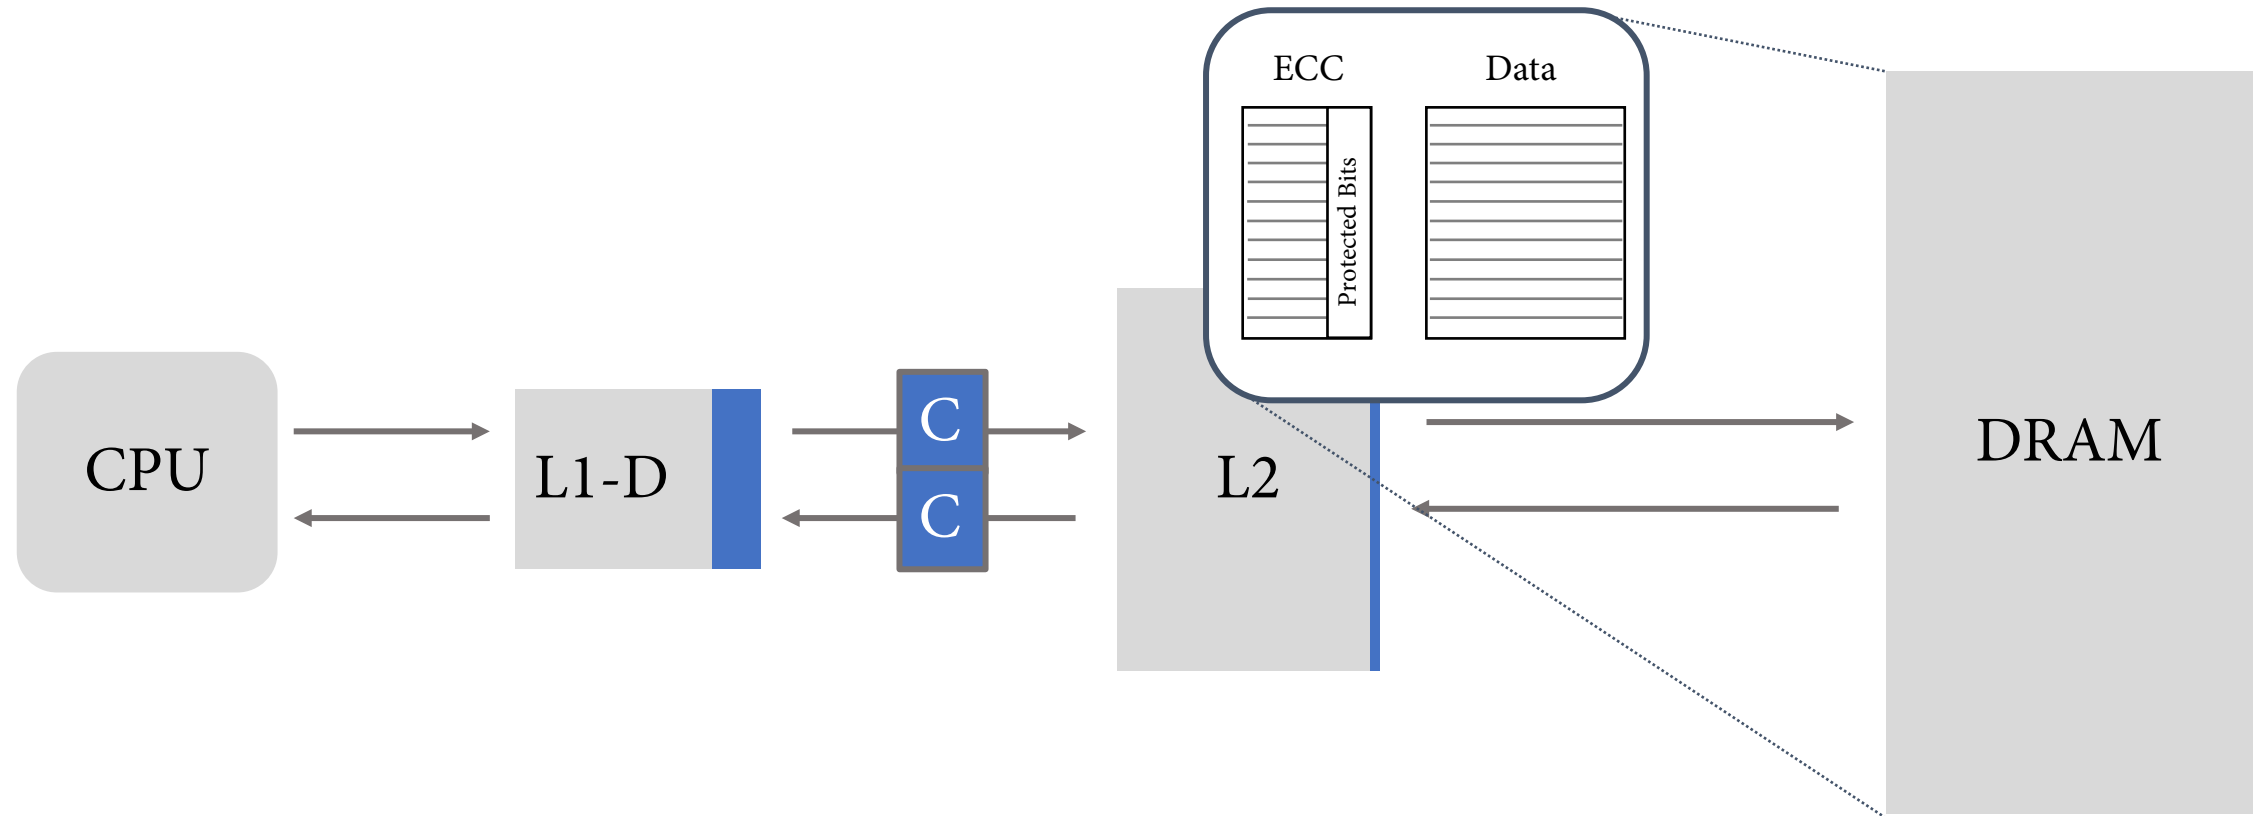 ECC
Data
Protected Bits
CPU
L1-D
C
C
L2
DRAM